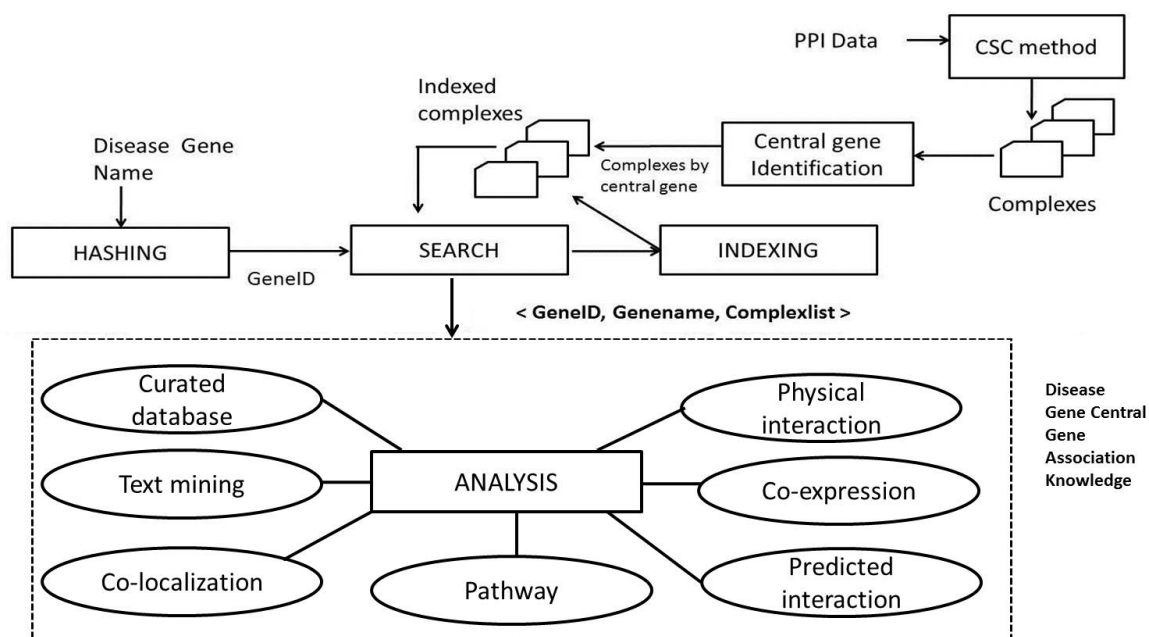 PPI Data
CSC method
Indexed
complexes
Disease Gene
Name
Central gene
Identification
Complexes by
central gene
Complexes
HASHING
GeneID
SEARCH
INDEXING
< GeneID, Genename, Complexlist >
Curated
database
Physical
interaction
Disease
Gene Central
Gene
Association
Knowledge
Text mining
ANALYSIS
Co-expression
Co-localization
Pathway
Predicted
interaction